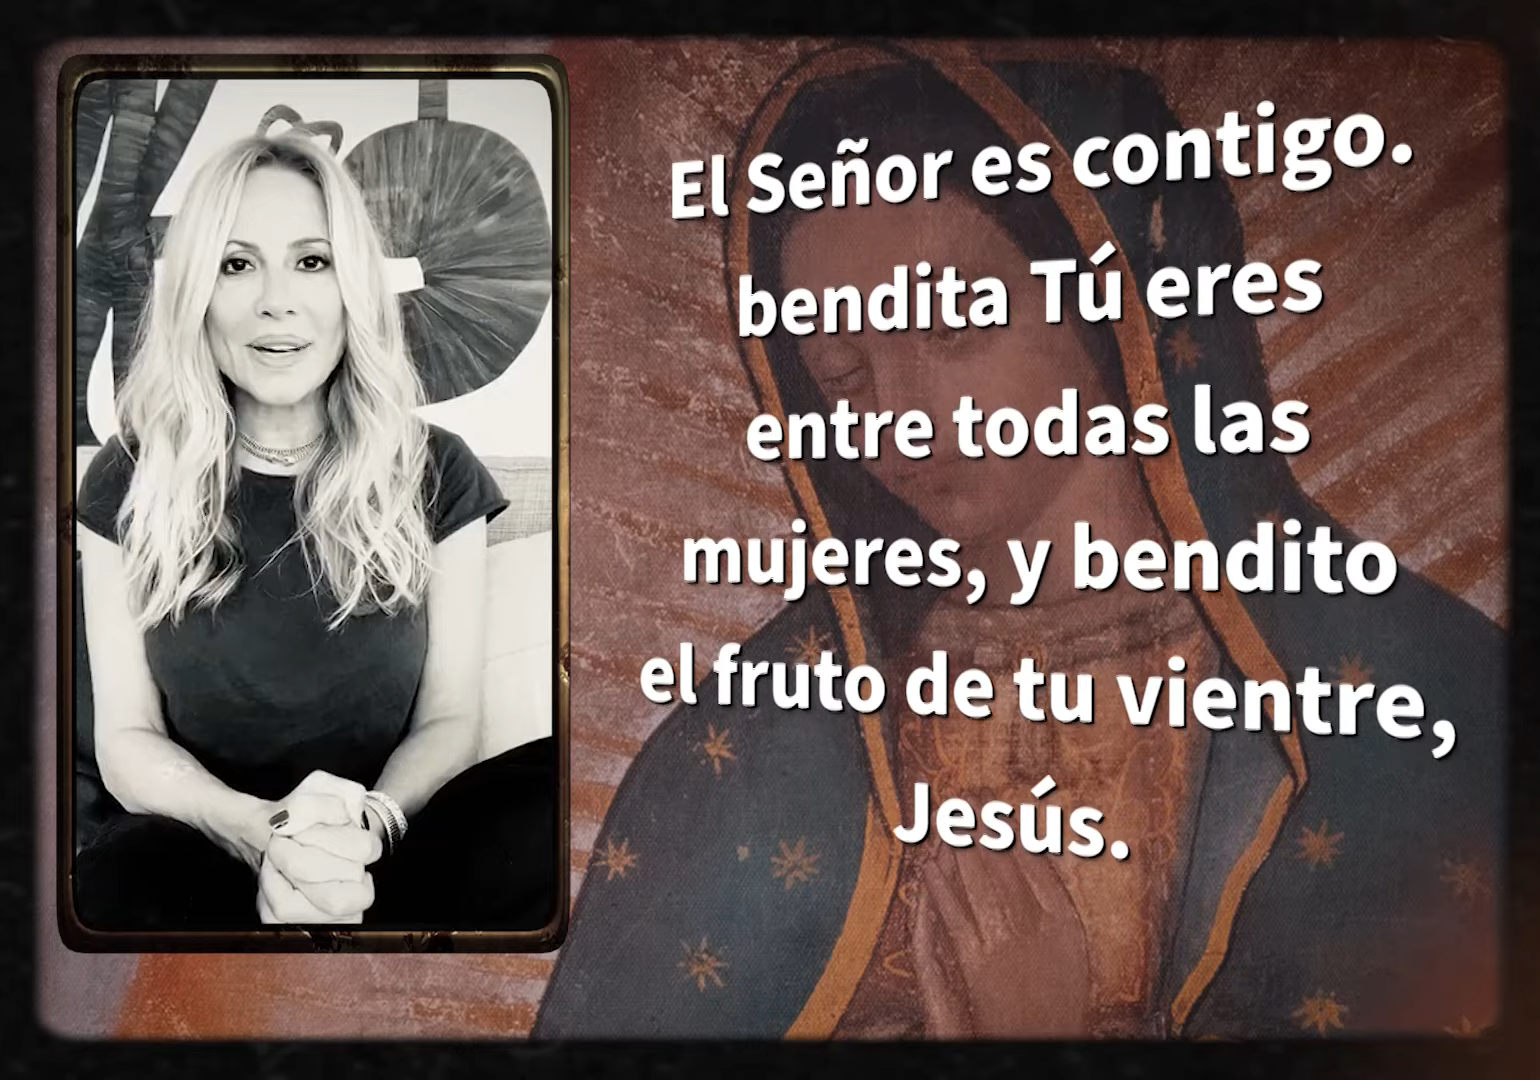 El Señor es contigo.
bendita Tú eres
entre todas las
mujeres, y bendito
el fruto de tu vientre,
Jesús.